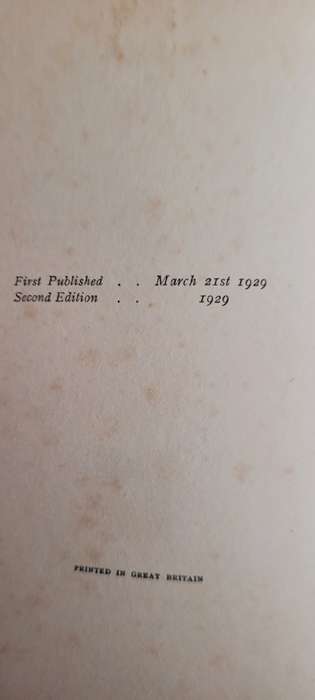 First Published . . March 21st 1929
Second Edition . . 1929
PRINTED IN GREAT BRITAIN